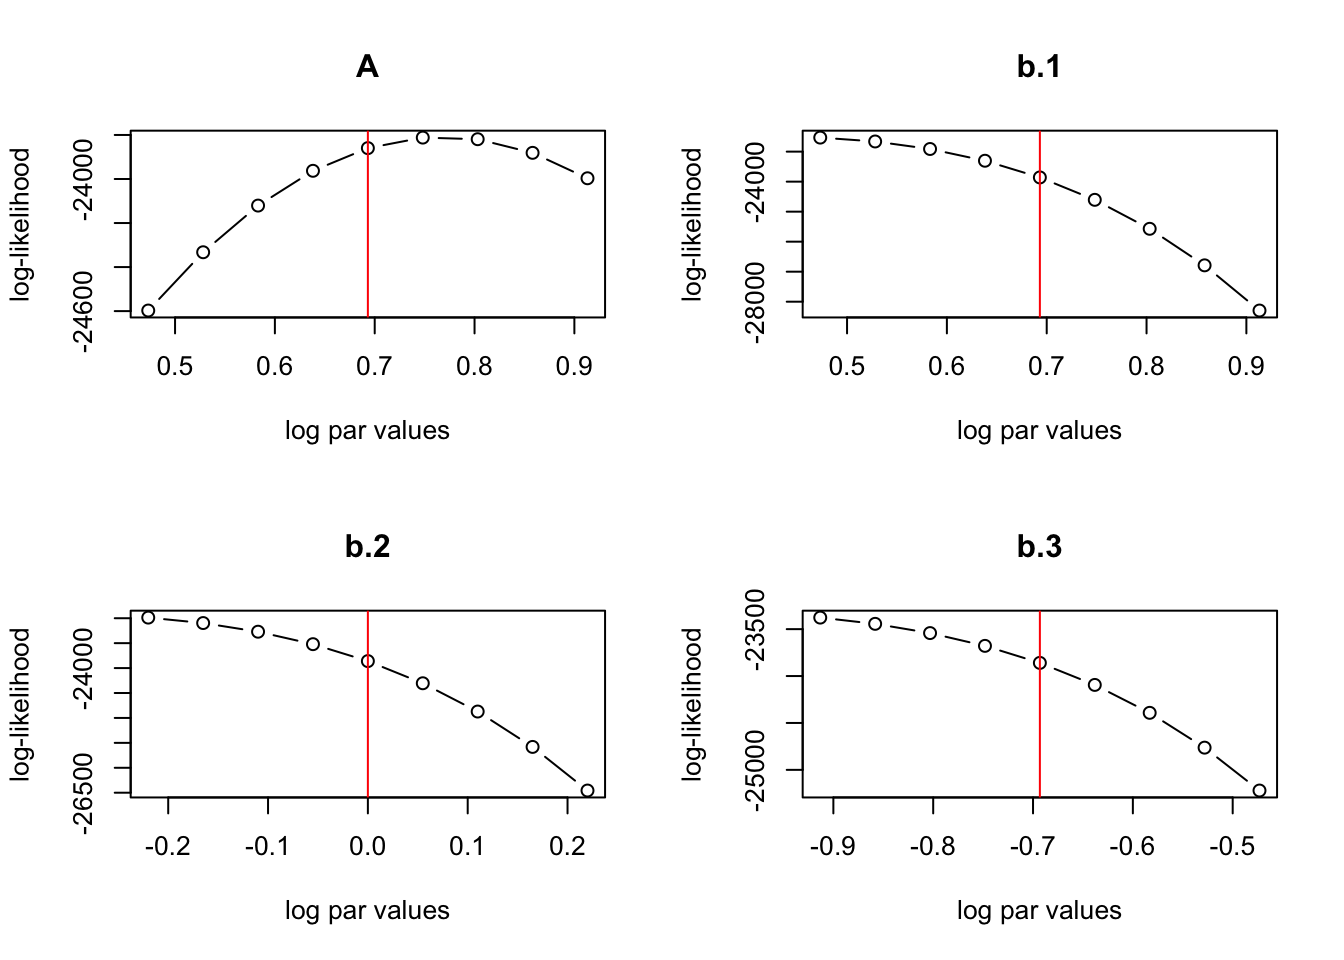 A
log-likelihood
-24600 -24000
0.5 0.6 0.7 0.8 0.9
log par values
b.1
log-likelihood
-28000 -24000
0.5 0.6 0.7 0.8 0.9
log par values
b.2
log-likelihood
-26500 -24000
-0.2 -0.1 0.0 0.1 0.2
log par values
b.3
log-likelihood
-25000 -23500
-0.9 -0.8 -0.7 -0.6 -0.5
log par values